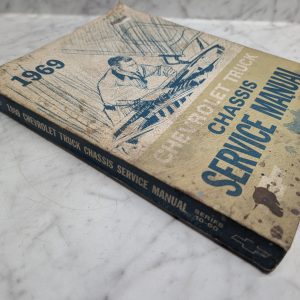 1969
CHEVROLET TRUCK
CHASSIS
SERVICE MANUAL
1969 CHEVROLET TRUCK CHASSIS SERVICE MANUAL
SERIES
10-60